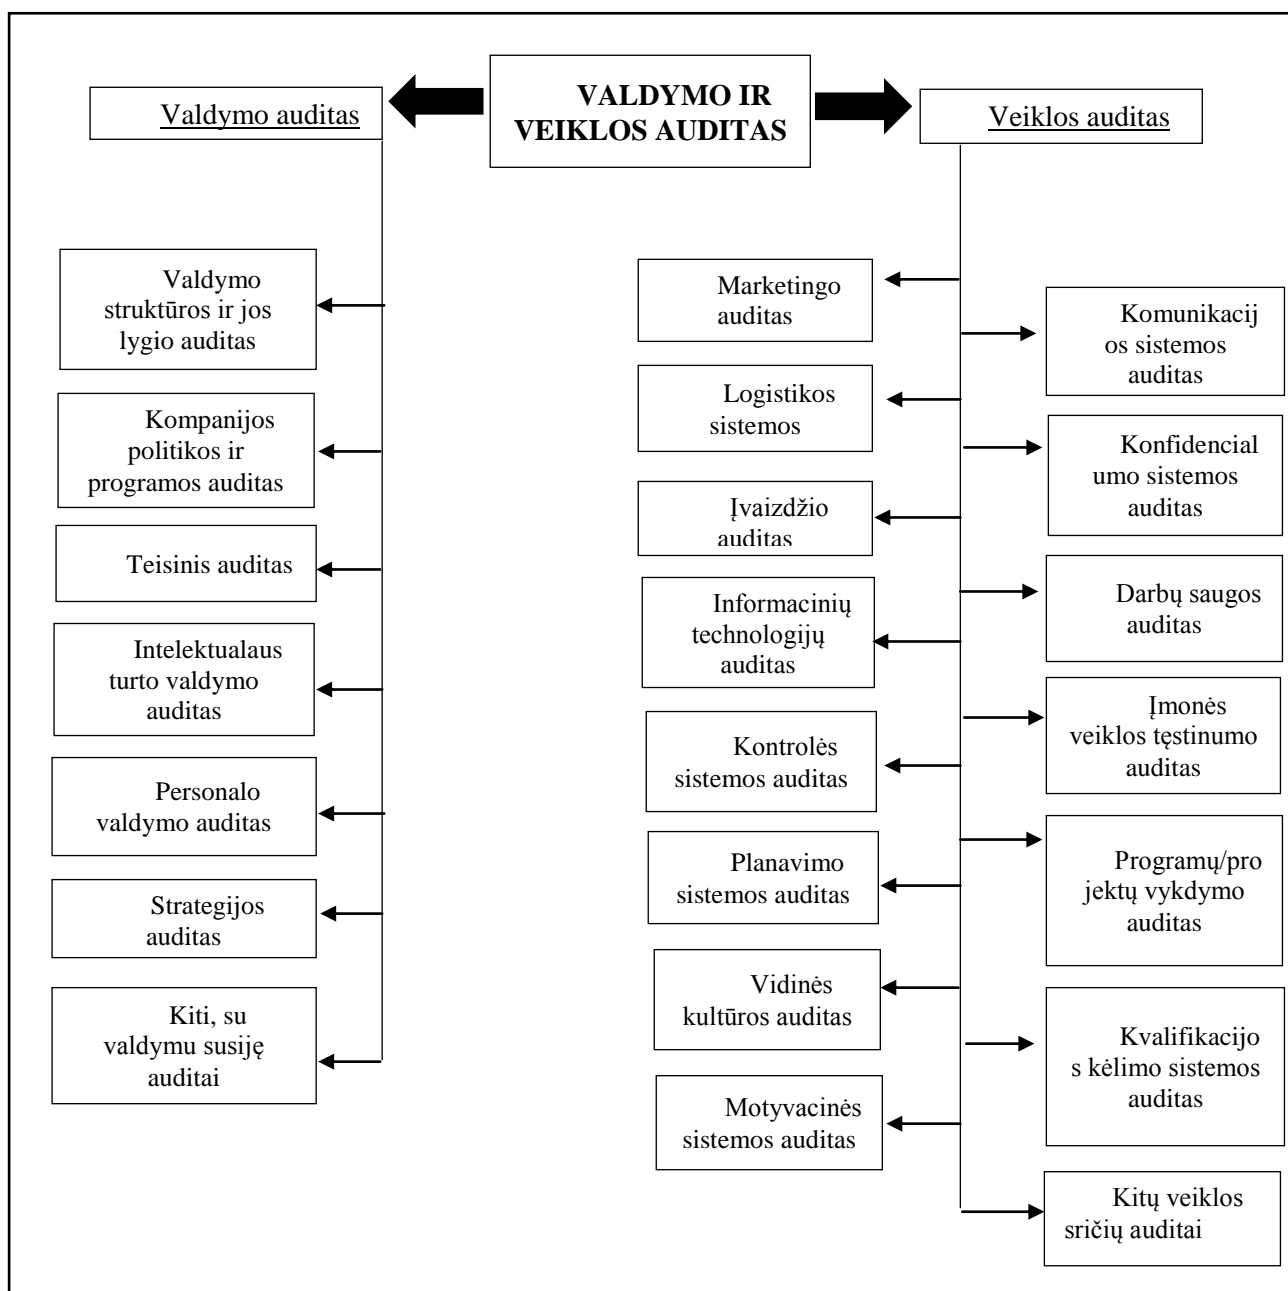 VALDYMO IR
VEIKLOS AUDITAS
Valdymo auditas
Veiklos auditas
Valdymo
struktūros ir jos
lygio auditas
Kompanijos
politikos ir
programos auditas
Teisinis auditas
Intelektualaus
turto valdymo
auditas
Personalo
valdymo auditas
Strategijos
auditas
Kiti, su
valdymu susiję
auditai
Marketingo
auditas
Logistikos
sistemos
Įvaizdžio
auditas
Informacinių
technologijų
auditas
Kontrolės
sistemos auditas
Planavimo
sistemos auditas
Vidinės
kultūros auditas
Motyvacinės
sistemos auditas
Komunikacij
os sistemos
auditas
Konfidencial
umo sistemos
auditas
Darbų saugos
auditas
Įmonės
veiklos tęstinumo
auditas
Programų/pro
jektų vykdymo
auditas
Kvalifikacijo
s kėlimo sistemos
auditas
Kitų veiklos
sričių auditai